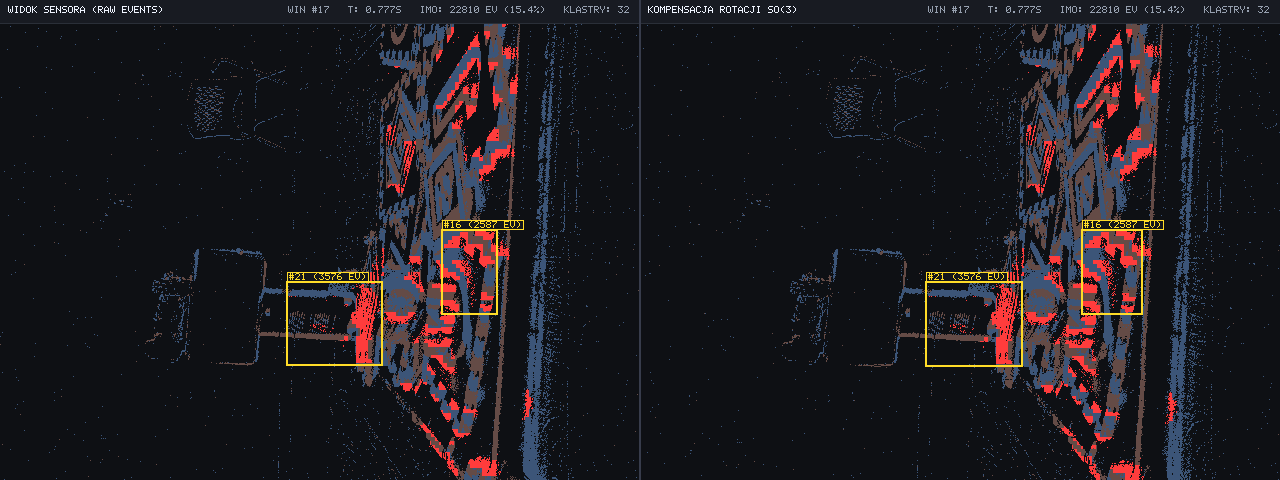 WIDOK SENSORA (RAW EVENTS) WIN #17 T: 0.777S IMO: 22810 EV (15.4%) KLASTRY: 32
KOMPENSACJA ROTACJI SO(3) WIN #17 T: 0.777S IMO: 22810 EV (15.4%) KLASTRY: 32
#16 (2587 EV)
#21 (3576 EV)
#16 (2587 EV)
#21 (3576 EV)